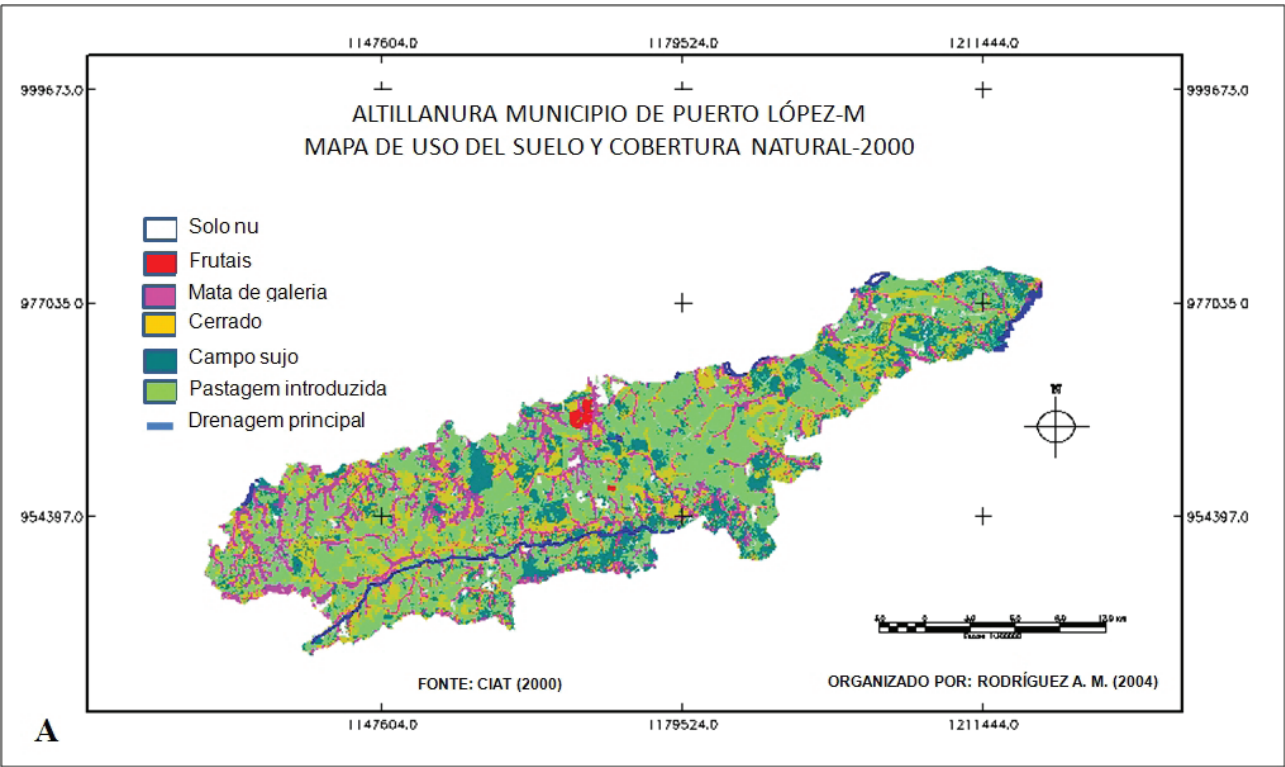 1147604.0 1179524.0 1211444.0
999673.0 999673.0
ALTILLANURA MUNICIPIO DE PUERTO LÓPEZ-M
MAPA DE USO DEL SUELO Y COBERTURA NATURAL-2000
Solo nu
Frutais
Mata de galeria
Cerrado
Campo sujo
Pastagem introduzida
Drenagem principal
977035.0 977035.0
N
954397.0 954397.0
FONTE: CIAT (2000)
ORGANIZADO POR: RODRÍGUEZ A. M. (2004)
A
1147604.0 1179524.0 1211444.0